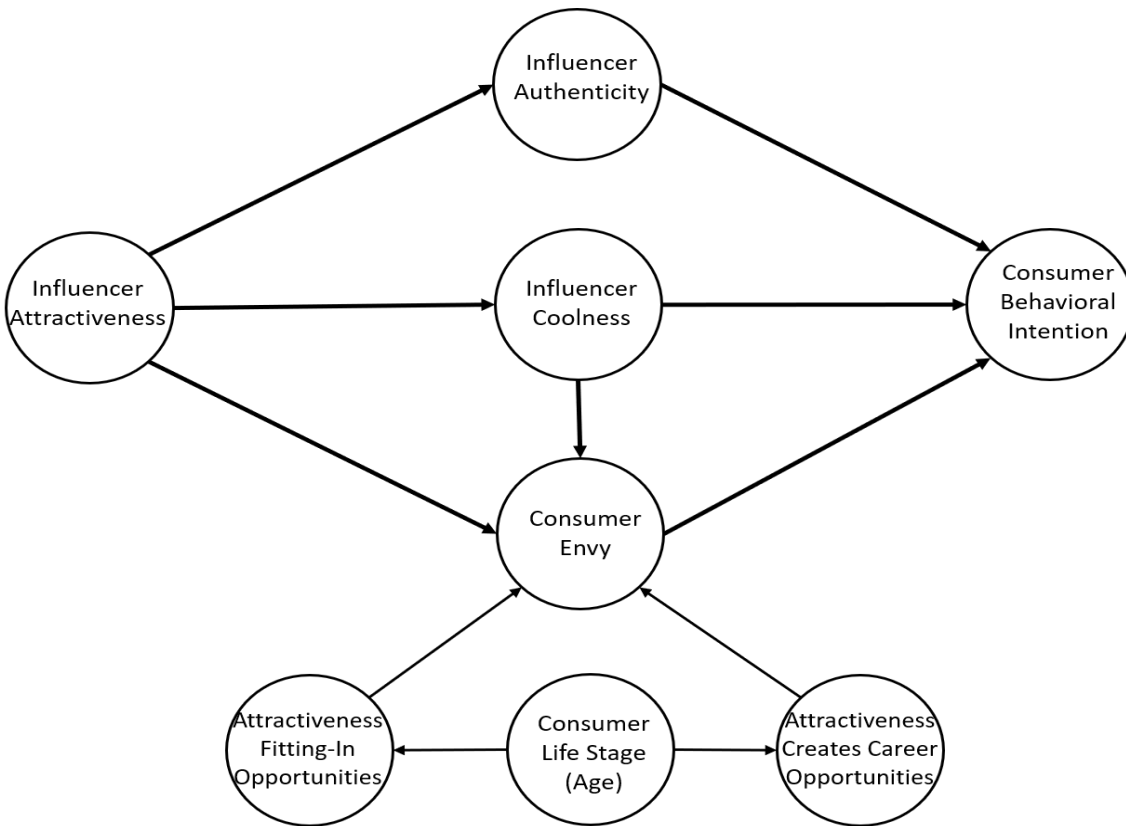 Influencer
Authenticity
Influencer
Attractiveness
Influencer
Coolness
Consumer
Behavioral
Intention
Consumer
Envy
Attractiveness
Fitting-In
Opportunities
Consumer
Life Stage
(Age)
Attractiveness
Creates Career
Opportunities